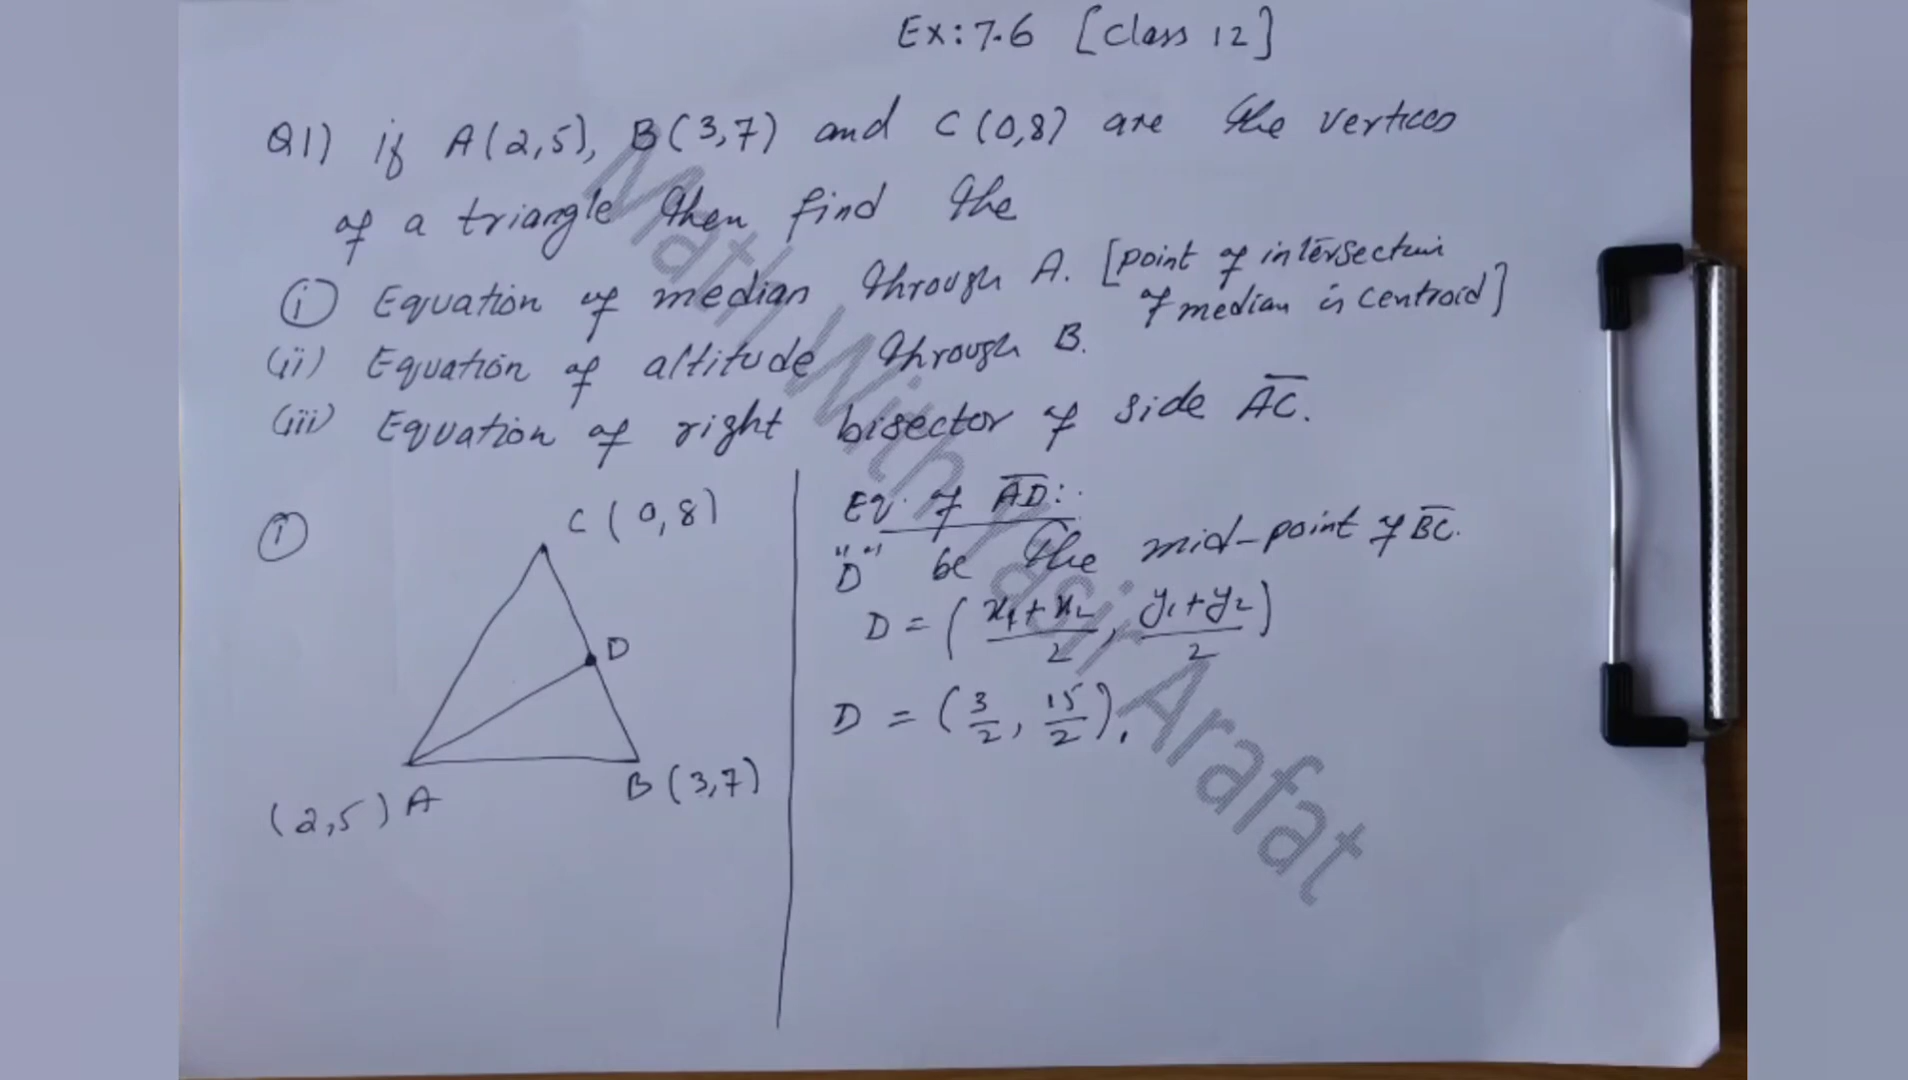 Ex: 7.6 [Class 12]
Q1) if A(2,5), B(3,7) and C(0,8) are the vertices
of a triangle then find the
(i) Equation of median through A. [point of intersection
of median is centroid]
(ii) Equation of altitude through B.
(iii) Equation of right bisector of side A̅C̅.
(i)
C (0,8)
D
B (3,7)
(2,5) A
Eq. of A̅D̅:
"D" be the mid-point of B̅C̅.
D = (x₁+x₂/2, y₁+y₂/2)
D = (3/2, 15/2).
Math With Yasir Arafat